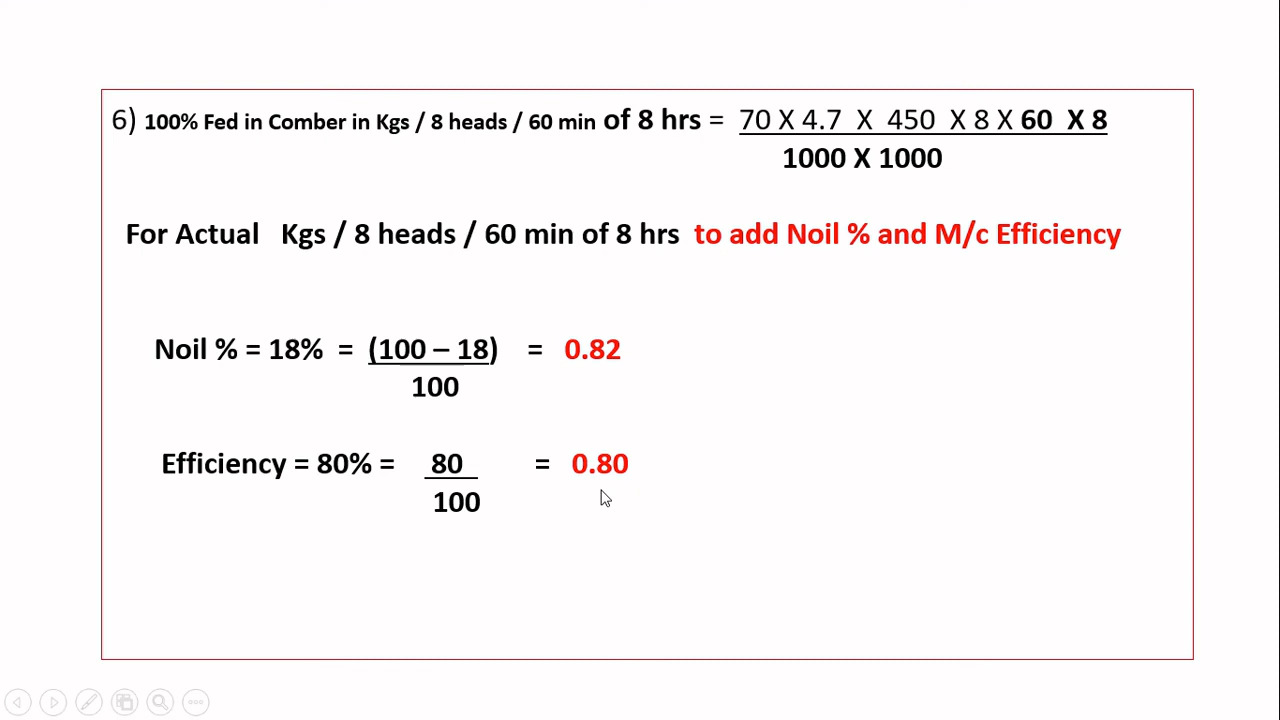 6) 100% Fed in Comber in Kgs / 8 heads / 60 min of 8 hrs = 70 X 4.7 X 450 X 8 X 60 X 8
1000 X 1000
For Actual Kgs / 8 heads / 60 min of 8 hrs to add Noil % and M/c Efficiency
Noil % = 18% = (100 – 18) = 0.82
100
Efficiency = 80% = 80 = 0.80
100